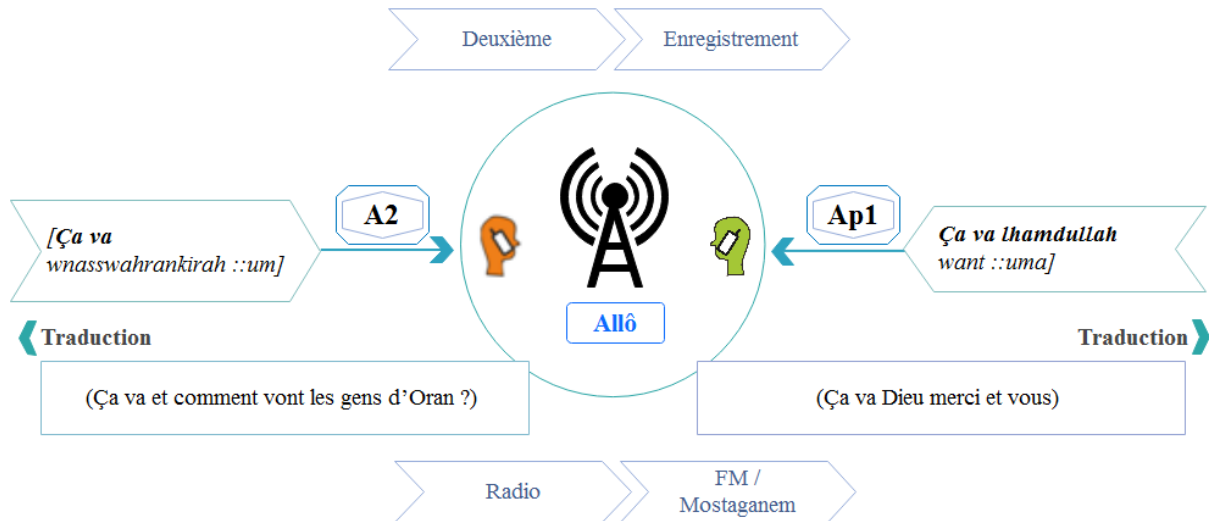 Deuxième
Enregistrement
A2
Ap1
[Ça va
wnasswahrankirah ::um]
Ça va lhamdullah
want ::uma]
Allô
Traduction
Traduction
(Ça va et comment vont les gens d’Oran ?)
(Ça va Dieu merci et vous)
Radio
FM /
Mostaganem